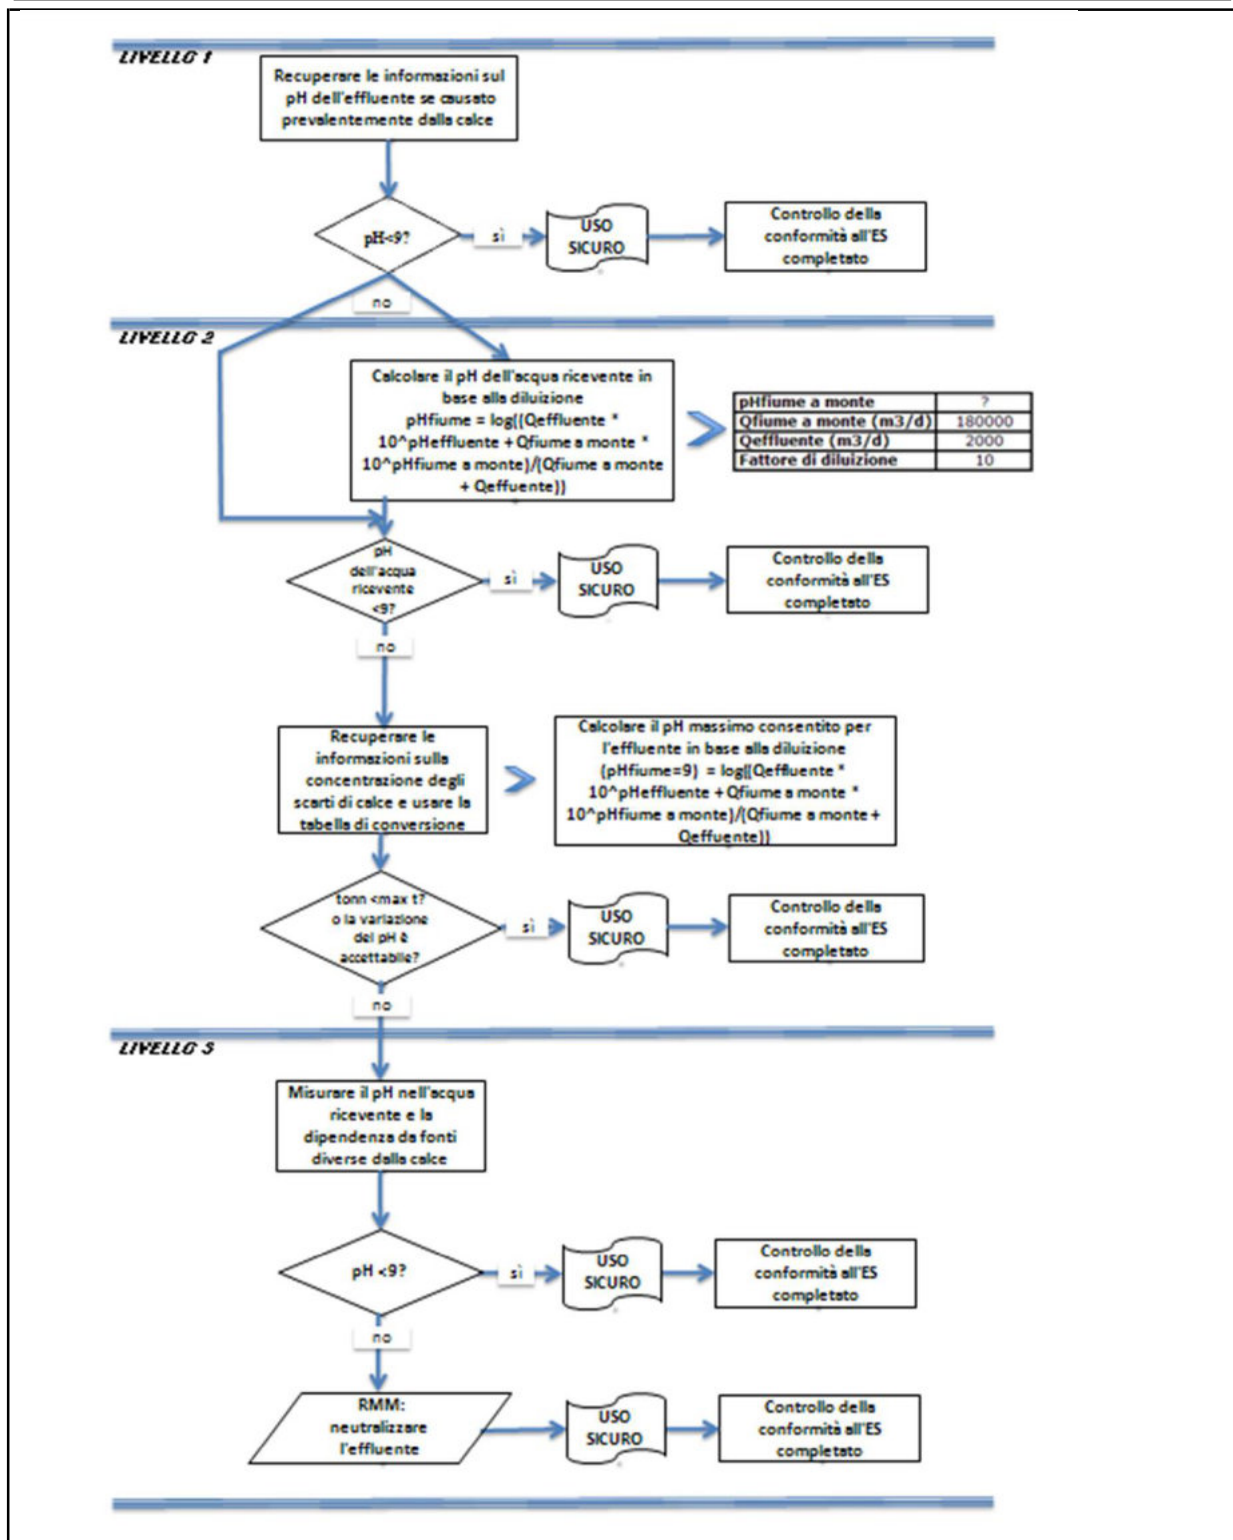 LIVELLO 1
Recuperare le informazioni sul
pH dell'effluente se causato
prevalentemente dalla calce
pH<9?
sì
USO
SICURO
Controllo della
conformità all'ES
completato
no
LIVELLO 2
Calcolare il pH dell'acqua ricevente in
base alla diluizione
pHfiume = log((Qeffluente *
10^pHeffluente + Qfiume a monte *
10^pHfiume a monte)/(Qfiume a monte
+ Qeffuente))
pHfiume a monte ?
Qfiume a monte (m3/d) 180000
Qeffluente (m3/d) 2000
Fattore di diluizione 10
pH
dell'acqua
ricevente
<9?
sì
USO
SICURO
Controllo della
conformità all'ES
completato
no
Recuperare le
informazioni sulla
concentrazione degli
scarti di calce e usare la
tabella di conversione
Calcolare il pH massimo consentito per
l'effluente in base alla diluizione
(pHfiume=9) = log((Qeffluente *
10^pHeffluente + Qfiume a monte *
10^pHfiume a monte)/(Qfiume a monte +
Qeffuente))
tonn <max t?
o la variazione
del pH è
accettabile?
sì
USO
SICURO
Controllo della
conformità all'ES
completato
no
LIVELLO 3
Misurare il pH nell'acqua
ricevente e la
dipendenza da fonti
diverse dalla calce
pH <9?
sì
USO
SICURO
Controllo della
conformità all'ES
completato
no
RMM:
neutralizzare
l'effluente
USO
SICURO
Controllo della
conformità all'ES
completato